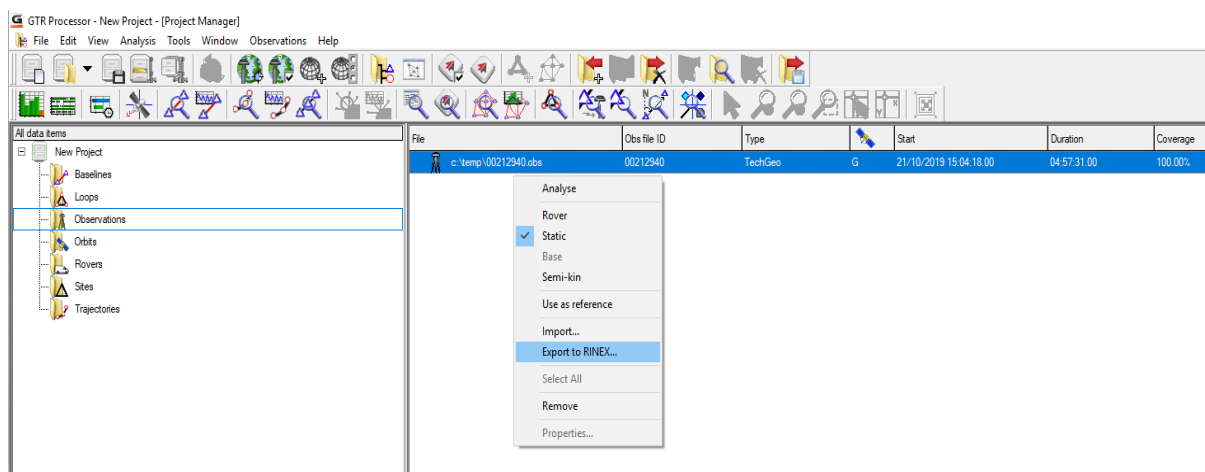 GTR Processor - New Project - [Project Manager]
File Edit View Analysis Tools Window Observations Help
All data items
New Project
Baselines
Loops
Observations
Orbits
Rovers
Sites
Trajectories
File Obs file ID Type Start Duration Coverage
c:\temp\00212940.obs 00212940 TechGeo G 21/10/2019 15:04:18.00 04:57:31.00 100.00%
Analyse
Rover
Static
Base
Semi-kin
Use as reference
Import...
Export to RINEX...
Select All
Remove
Properties...